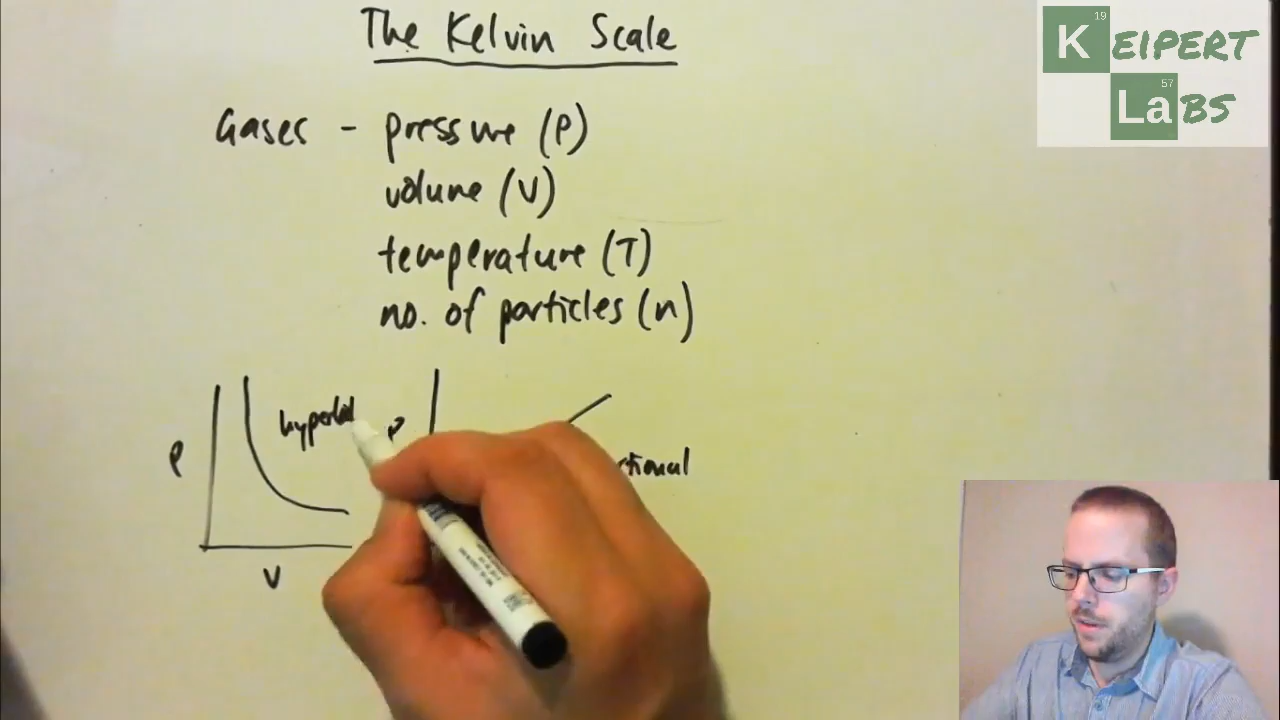 The Kelvin Scale
19
KEIPERT
57
LaBS
Gases - pressure (P)
volume (V)
temperature (T)
no. of particles (n)
P
P
V